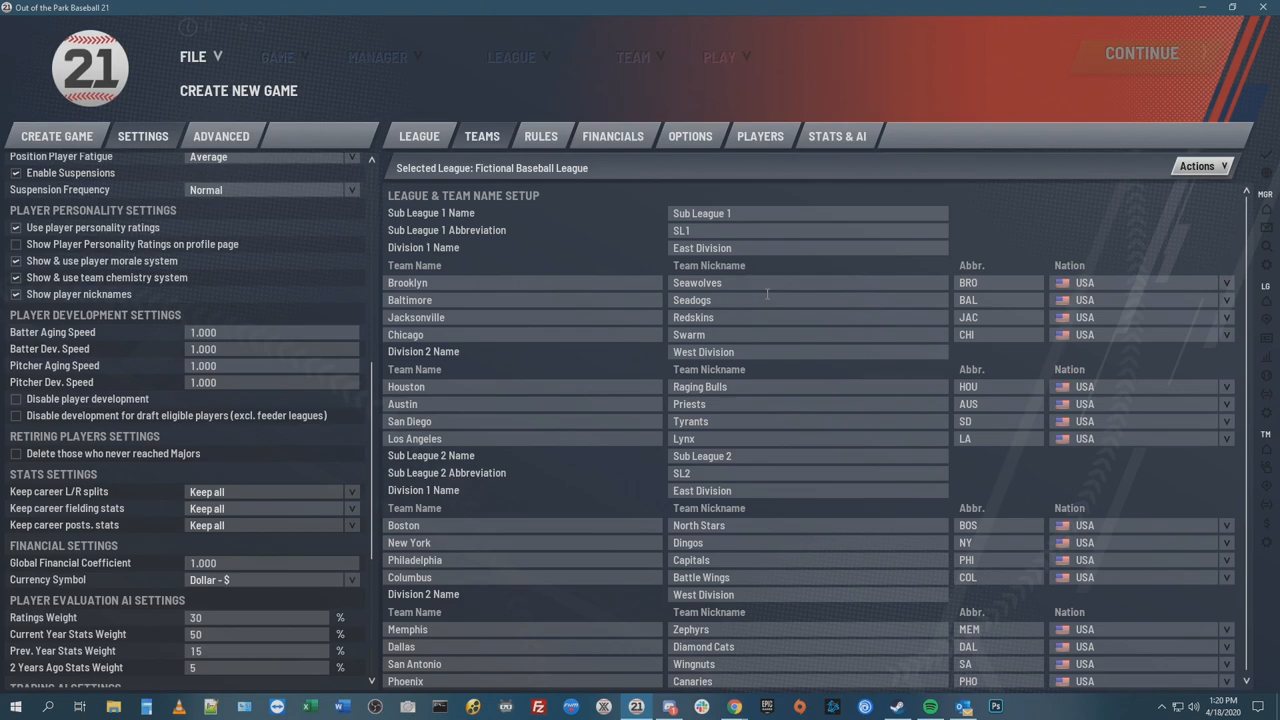 Out of the Park Baseball 21
21
FILE GAME MANAGER LEAGUE TEAM PLAY CONTINUE
CREATE NEW GAME
CREATE GAME SETTINGS ADVANCED
LEAGUE TEAMS RULES FINANCIALS OPTIONS PLAYERS STATS & AI
Position Player Fatigue Average
Enable Suspensions
Suspension Frequency Normal
PLAYER PERSONALITY SETTINGS
Use player personality ratings
Show Player Personality Ratings on profile page
Show & use player morale system
Show & use team chemistry system
Show player nicknames
PLAYER DEVELOPMENT SETTINGS
Batter Aging Speed 1.000
Batter Dev. Speed 1.000
Pitcher Aging Speed 1.000
Pitcher Dev. Speed 1.000
Disable player development
Disable development for draft eligible players (excl. feeder leagues)
RETIRING PLAYERS SETTINGS
Delete those who never reached Majors
STATS SETTINGS
Keep career L/R splits Keep all
Keep career fielding stats Keep all
Keep career posts. stats Keep all
FINANCIAL SETTINGS
Global Financial Coefficient 1.000
Currency Symbol Dollar - $
PLAYER EVALUATION AI SETTINGS
Ratings Weight 30 %
Current Year Stats Weight 50 %
Prev. Year Stats Weight 15 %
2 Years Ago Stats Weight 5 %
TRADING AI SETTINGS
Selected League: Fictional Baseball League Actions
LEAGUE & TEAM NAME SETUP
Sub League 1 Name Sub League 1
Sub League 1 Abbreviation SL1
Division 1 Name East Division
Team Name Team Nickname Abbr. Nation
Brooklyn Seawolves BRO USA
Baltimore Seadogs BAL USA
Jacksonville Redskins JAC USA
Chicago Swarm CHI USA
Division 2 Name West Division
Team Name Team Nickname Abbr. Nation
Houston Raging Bulls HOU USA
Austin Priests AUS USA
San Diego Tyrants SD USA
Los Angeles Lynx LA USA
Sub League 2 Name Sub League 2
Sub League 2 Abbreviation SL2
Division 1 Name East Division
Team Name Team Nickname Abbr. Nation
Boston North Stars BOS USA
New York Dingos NY USA
Philadelphia Capitals PHI USA
Columbus Battle Wings COL USA
Division 2 Name West Division
Team Name Team Nickname Abbr. Nation
Memphis Zephyrs MEM USA
Dallas Diamond Cats DAL USA
San Antonio Wingnuts SA USA
Phoenix Canaries PHO USA
MGR
LG
TM
1:20 PM
4/18/2020